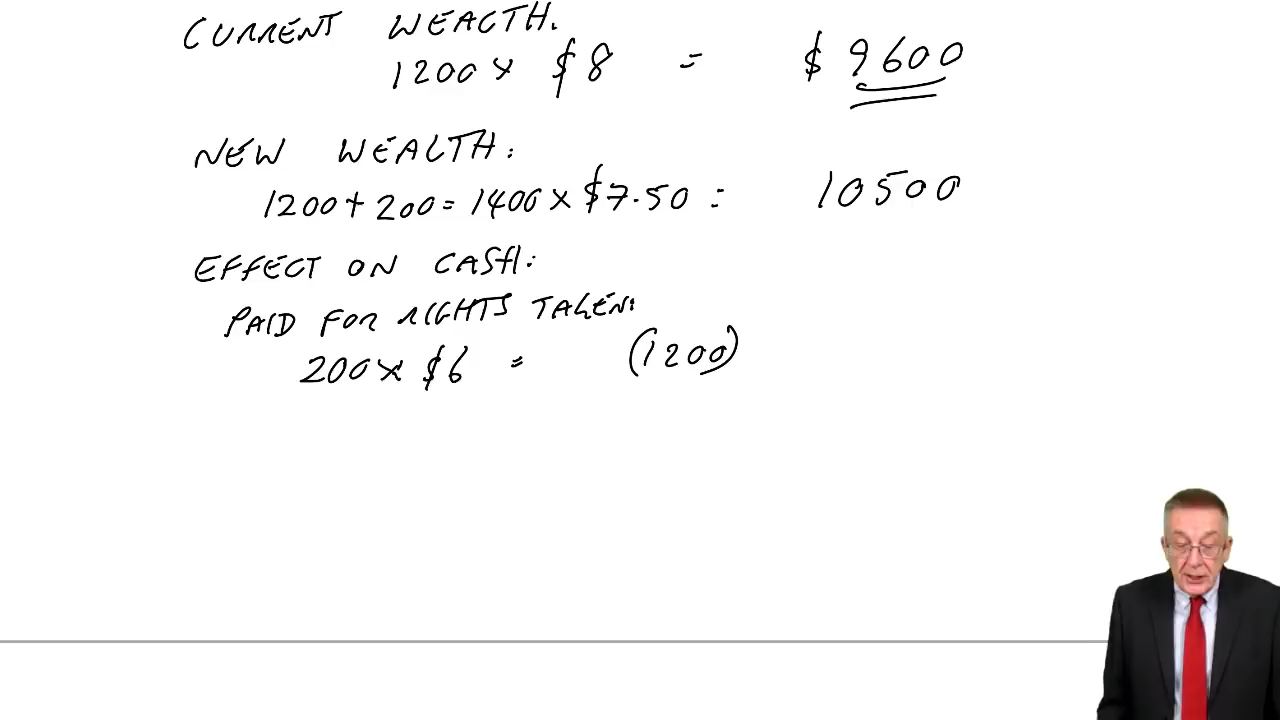 CURRENT WEALTH.
1200 × $8 = $9600
NEW WEALTH:
1200 + 200 = 1400 × $7.50 = 10500
EFFECT ON CASH:
PAID FOR RIGHTS TAKEN:
200 × $6 = (1200)